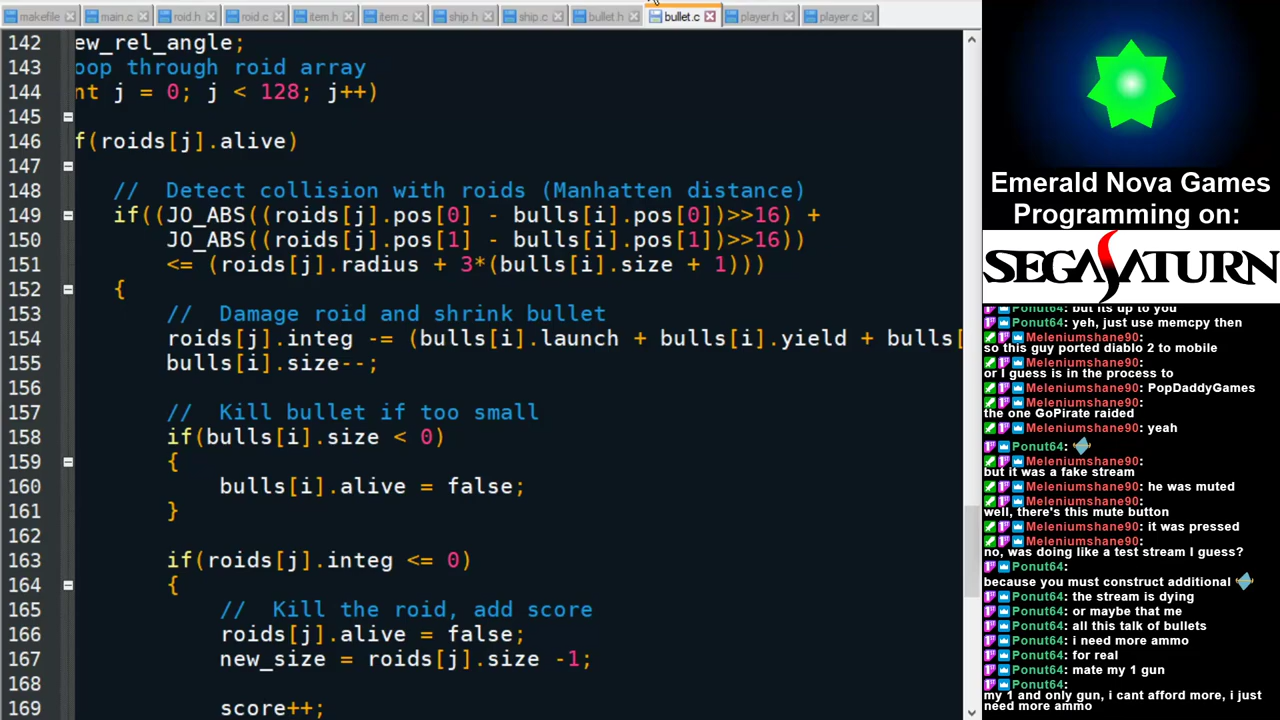 makefile main.c roid.h roid.c item.h item.c ship.h ship.c bullet.h bullet.c player.h player.c
142 ew_rel_angle;
143 oop through roid array
144 nt j = 0; j < 128; j++)
145
146 f(roids[j].alive)
147
148 // Detect collision with roids (Manhatten distance)
149 if((JO_ABS((roids[j].pos[0] - bulls[i].pos[0])>>16) +
150 JO_ABS((roids[j].pos[1] - bulls[i].pos[1])>>16))
151 <= (roids[j].radius + 3*(bulls[i].size + 1)))
152 {
153 // Damage roid and shrink bullet
154 roids[j].integ -= (bulls[i].launch + bulls[i].yield + bulls[
155 bulls[i].size--;
156
157 // Kill bullet if too small
158 if(bulls[i].size < 0)
159 {
160 bulls[i].alive = false;
161 }
162
163 if(roids[j].integ <= 0)
164 {
165 // Kill the roid, add score
166 roids[j].alive = false;
167 new_size = roids[j].size -1;
168
169 score++;
Emerald Nova Games
Programming on:
SEGA SATURN
but its up to you
Ponut64: yeh, just use memcpy then
Meleniumshane90:
so this guy ported diablo 2 to mobile
Meleniumshane90:
or I guess is in the process to
Meleniumshane90: PopDaddyGames
Meleniumshane90:
the one GoPirate raided
Meleniumshane90: yeah
Ponut64:
Meleniumshane90:
but it was a fake stream
Meleniumshane90: he was muted
Meleniumshane90:
well, there's this mute button
Meleniumshane90: it was pressed
Meleniumshane90:
no, was doing like a test stream I guess?
Ponut64:
because you must construct additional
Ponut64: the stream is dying
Ponut64: or maybe that me
Ponut64: all this talk of bullets
Ponut64: i need more ammo
Ponut64: for real
Ponut64: mate my 1 gun
Ponut64:
my 1 and only gun, i cant afford more, i just
need more ammo